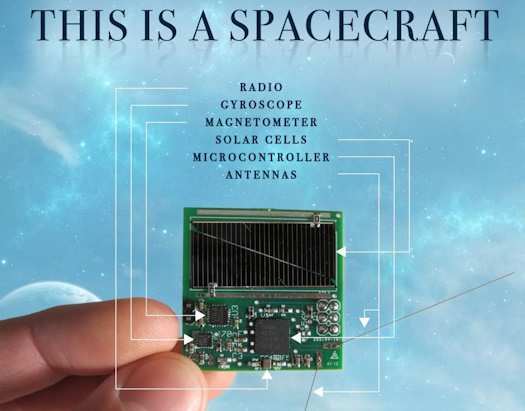 THIS IS A SPACECRAFT
RADIO
GYROSCOPE
MAGNETOMETER
SOLAR CELLS
MICROCONTROLLER
ANTENNAS